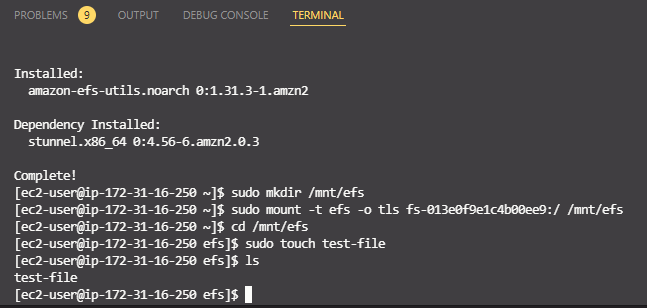 PROBLEMS 9 OUTPUT DEBUG CONSOLE TERMINAL
Installed:
  amazon-efs-utils.noarch 0:1.31.3-1.amzn2
Dependency Installed:
  stunnel.x86_64 0:4.56-6.amzn2.0.3
Complete!
[ec2-user@ip-172-31-16-250 ~]$ sudo mkdir /mnt/efs
[ec2-user@ip-172-31-16-250 ~]$ sudo mount -t efs -o tls fs-013e0f9e1c4b00ee9:/ /mnt/efs
[ec2-user@ip-172-31-16-250 ~]$ cd /mnt/efs
[ec2-user@ip-172-31-16-250 efs]$ sudo touch test-file
[ec2-user@ip-172-31-16-250 efs]$ ls
test-file
[ec2-user@ip-172-31-16-250 efs]$